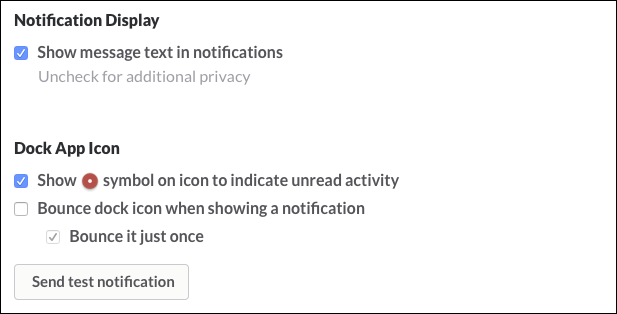 Notification Display
Show message text in notifications
Uncheck for additional privacy
Dock App Icon
Show symbol on icon to indicate unread activity
Bounce dock icon when showing a notification
Bounce it just once
Send test notification